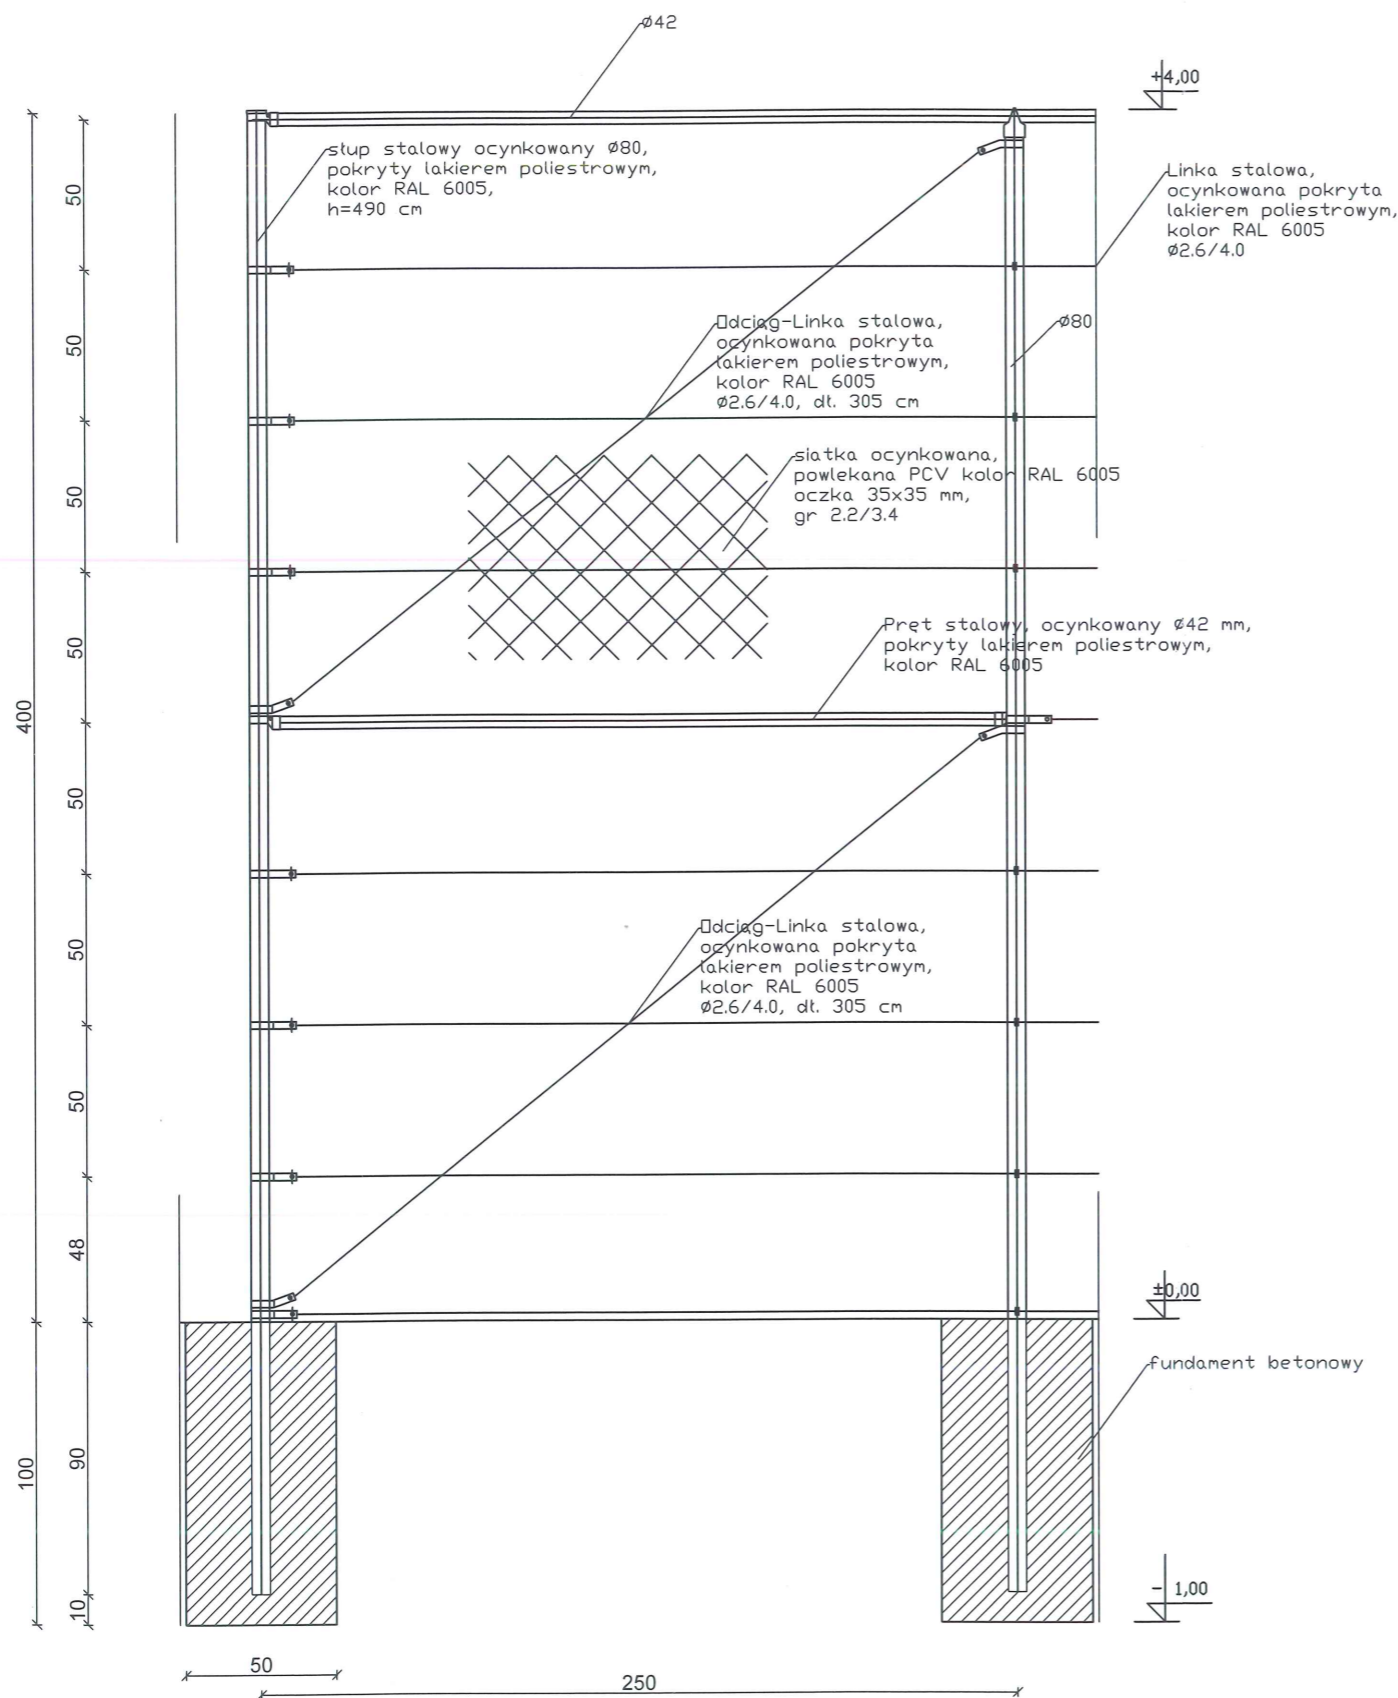 ø42
+4,00
słup stalowy ocynkowany ø80,
pokryty lakierem poliestrowym,
kolor RAL 6005,
h=490 cm
Linka stalowa,
ocynkowana pokryta
lakierem poliestrowym,
kolor RAL 6005
ø2.6/4.0
Odciąg-Linka stalowa,
ocynkowana pokryta
lakierem poliestrowym,
kolor RAL 6005
ø2.6/4.0, dł. 305 cm
ø80
siatka ocynkowana,
powlekana PCV kolor RAL 6005
oczka 35x35 mm,
gr 2.2/3.4
Pręt stalowy, ocynkowany ø42 mm,
pokryty lakierem poliestrowym,
kolor RAL 6005
Odciąg-Linka stalowa,
ocynkowana pokryta
lakierem poliestrowym,
kolor RAL 6005
ø2.6/4.0, dł. 305 cm
±0,00
fundament betonowy
- 1,00
50
50
50
50
50
50
50
48
90
10
400
100
50
250